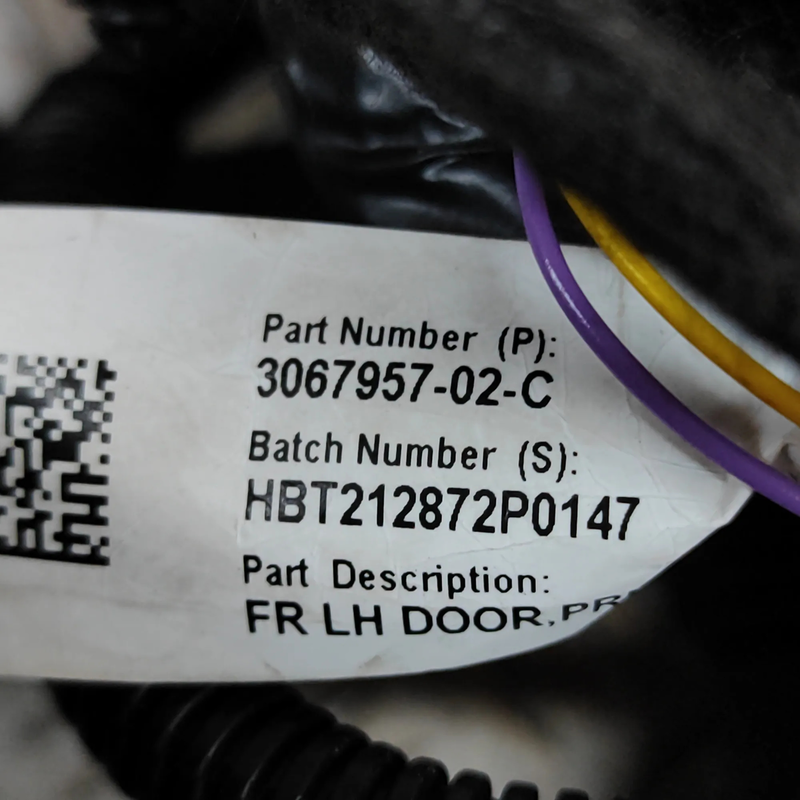 Part Number (P):
3067957-02-C
Batch Number (S):
HBT212872P0147
Part Description:
FR LH DOOR,